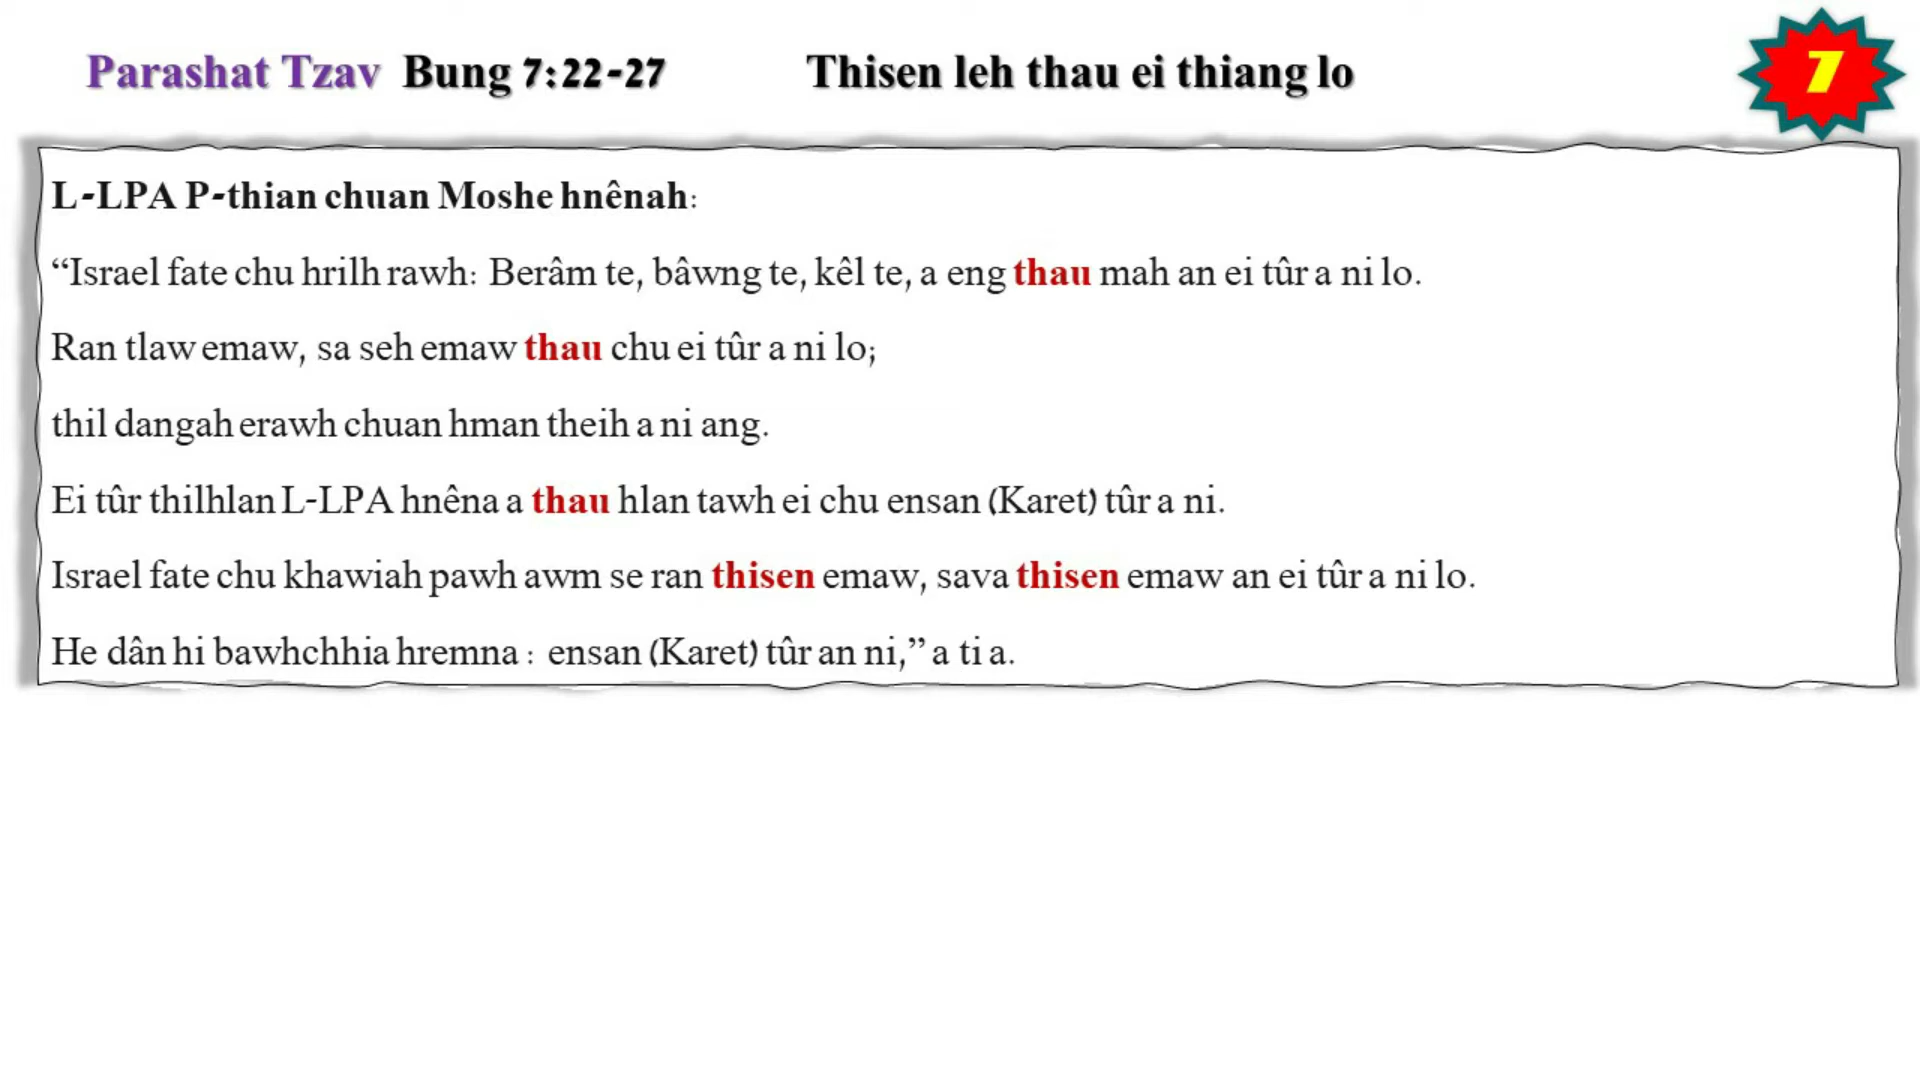 Parashat Tzav Bung 7:22-27 Thisen leh thau ei thiang lo
7
L-LPA P-thian chuan Moshe hnênah:
“Israel fate chu hrilh rawh: Berâm te, bâwng te, kêl te, a eng thau mah an ei tûr a ni lo.
Ran tlaw emaw, sa seh emaw thau chu ei tûr a ni lo;
thil dangah erawh chuan hman theih a ni ang.
Ei tûr thilhlan L-LPA hnêna a thau hlan tawh ei chu ensan (Karet) tûr a ni.
Israel fate chu khawiah pawh awm se ran thisen emaw, sava thisen emaw an ei tûr a ni lo.
He dân hi bawhchhia hremna : ensan (Karet) tûr an ni,” a ti a.